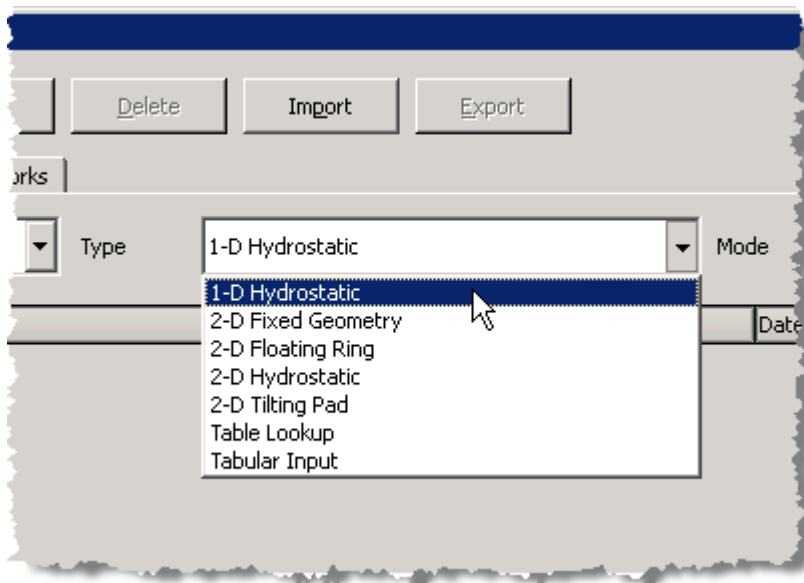 Delete Import Export
orks
Type 1-D Hydrostatic Mode
1-D Hydrostatic
2-D Fixed Geometry Date
2-D Floating Ring
2-D Hydrostatic
2-D Tilting Pad
Table Lookup
Tabular Input